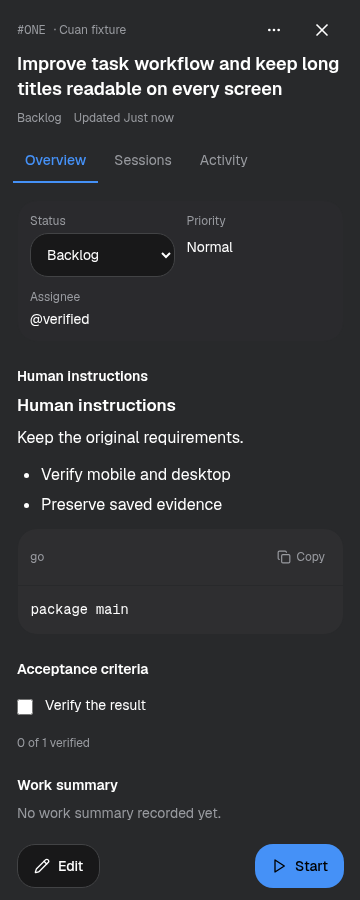 #ONE · Cuan fixture
Improve task workflow and keep long
titles readable on every screen
Backlog Updated Just now
Overview Sessions Activity
Status Priority
Backlog Normal
Assignee
@verified
Human instructions
Human instructions
Keep the original requirements.
• Verify mobile and desktop
• Preserve saved evidence
go Copy
package main
Acceptance criteria
Verify the result
0 of 1 verified
Work summary
No work summary recorded yet.
Edit Start